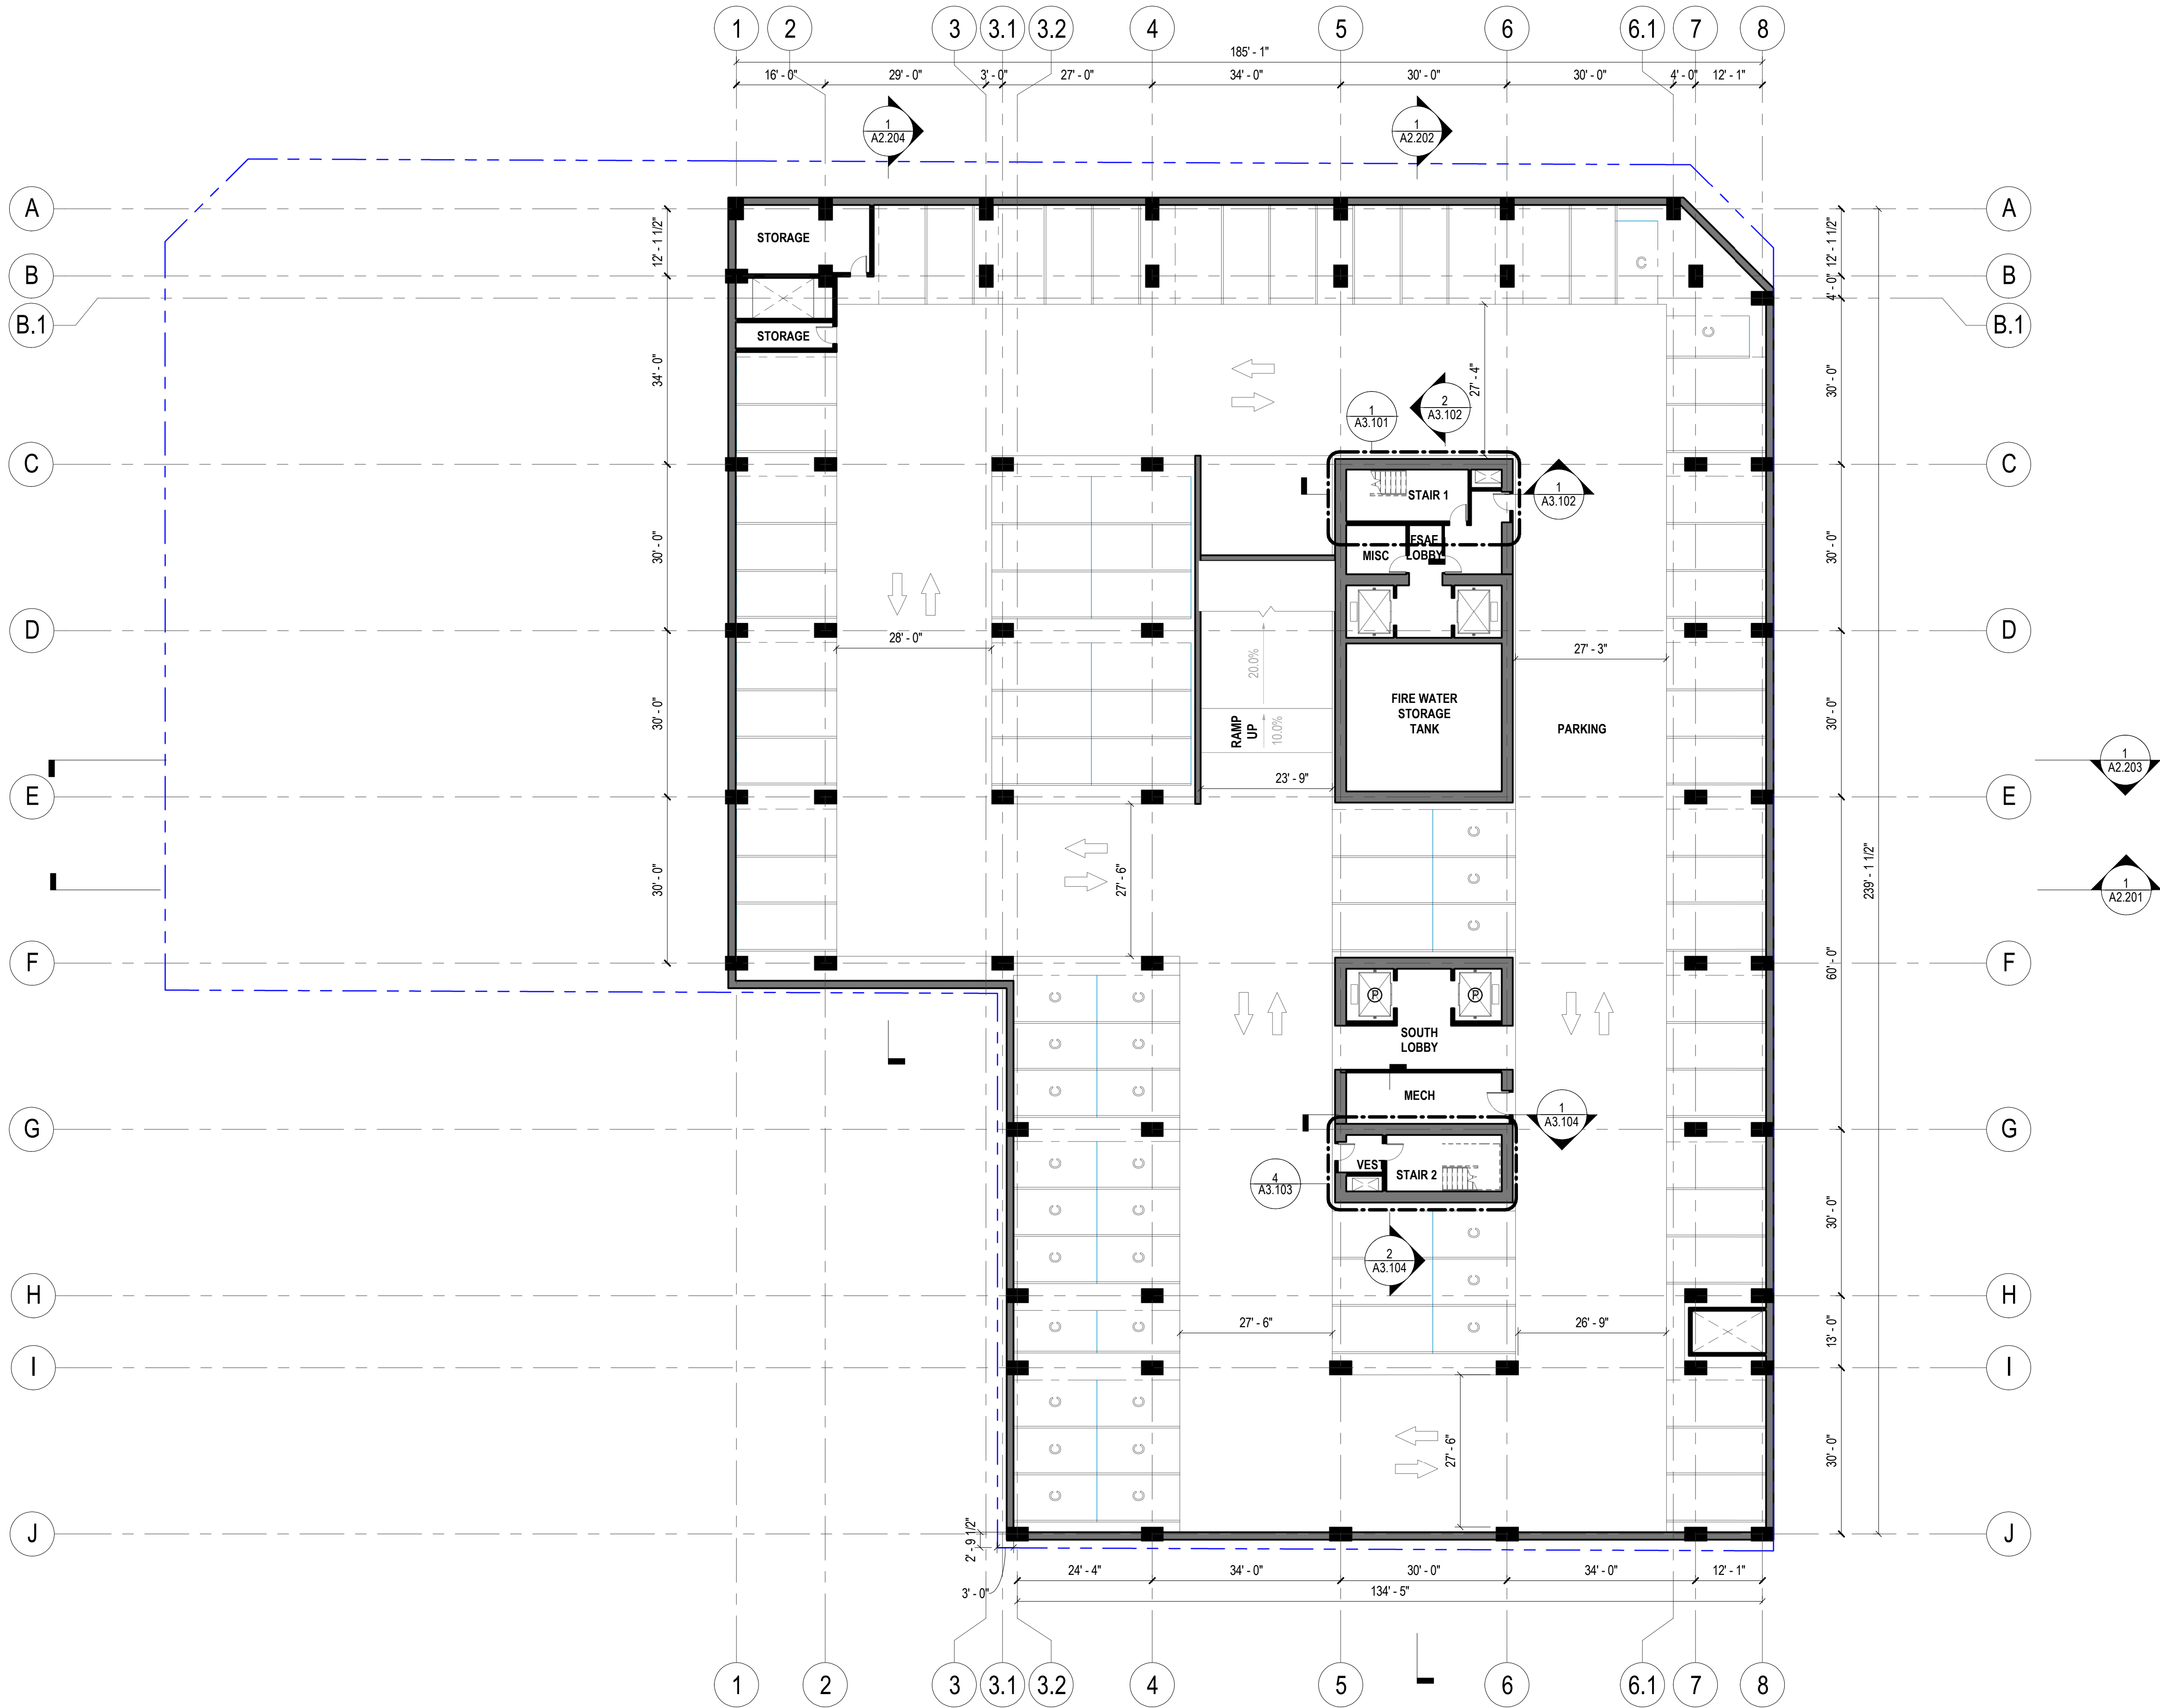 1 2 3 3.1 3.2 4 5 6 6.1 7 8
185' - 1"
16' - 0" 29' - 0" 3' - 0" 27' - 0" 34' - 0" 30' - 0" 30' - 0" 4' - 0" 12' - 1"
1
A2.204
1
A2.202
A A
12' - 1 1/2" 12' - 1 1/2"
STORAGE
B B
C
4' - 0"
B.1 B.1
STORAGE
C
34' - 0" 27' - 4" 30' - 0"
1
A3.101
2
A3.102
C C
STAIR 1
1
A3.102
30' - 0" 30' - 0"
MISC
FSAE
LOBBY
D D
28' - 0" 27' - 3"
20.0%
30' - 0" 30' - 0"
FIRE WATER
STORAGE
TANK
PARKING
RAMP
UP
10.0%
1
A2.203
23' - 9"
E E
C
30' - 0" 27' - 6"
C
239' - 1 1/2"
1
A2.201
C
F F
60' - 0"
C C
P P
SOUTH
LOBBY
C C
C C
MECH
1
A3.104
G G
C C
VEST
STAIR 2
4
A3.103
C C
30' - 0"
C
2
A3.104
C C
C
H H
C C
C
27' - 6" 26' - 9"
13' - 0"
I I
C C
C C
27' - 6" 30' - 0"
C C
J J
2' - 9 1/2"
3' - 0"
24' - 4" 34' - 0" 30' - 0" 34' - 0" 12' - 1"
134' - 5"
1 2 3 3.1 3.2 4 5 6 6.1 7 8